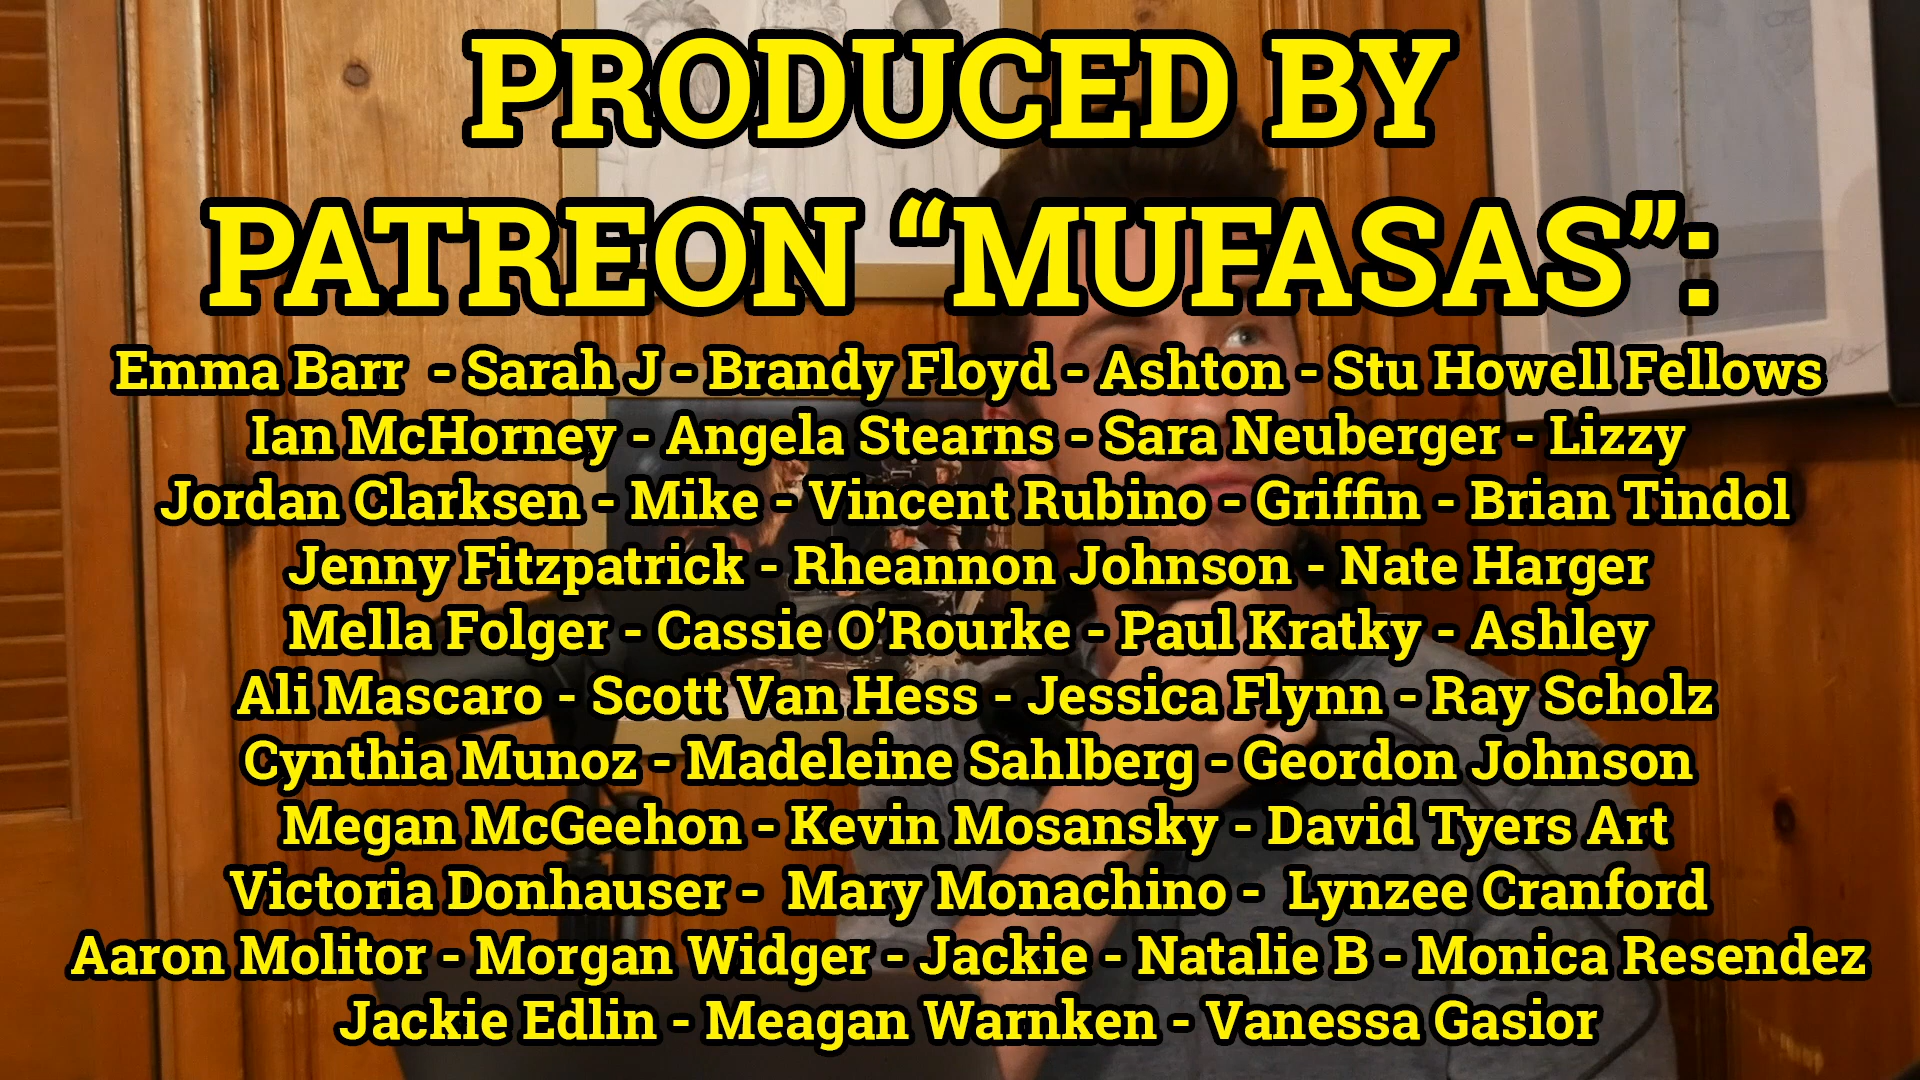 PRODUCED BY
PATREON “MUFASAS”:
Emma Barr - Sarah J - Brandy Floyd - Ashton - Stu Howell Fellows
Ian McHorney - Angela Stearns - Sara Neuberger - Lizzy
Jordan Clarksen - Mike - Vincent Rubino - Griffin - Brian Tindol
Jenny Fitzpatrick - Rheannon Johnson - Nate Harger
Mella Folger - Cassie O’Rourke - Paul Kratky - Ashley
Ali Mascaro - Scott Van Hess - Jessica Flynn - Ray Scholz
Cynthia Munoz - Madeleine Sahlberg - Geordon Johnson
Megan McGeehon - Kevin Mosansky - David Tyers Art
Victoria Donhauser - Mary Monachino - Lynzee Cranford
Aaron Molitor - Morgan Widger - Jackie - Natalie B - Monica Resendez
Jackie Edlin - Meagan Warnken - Vanessa Gasior